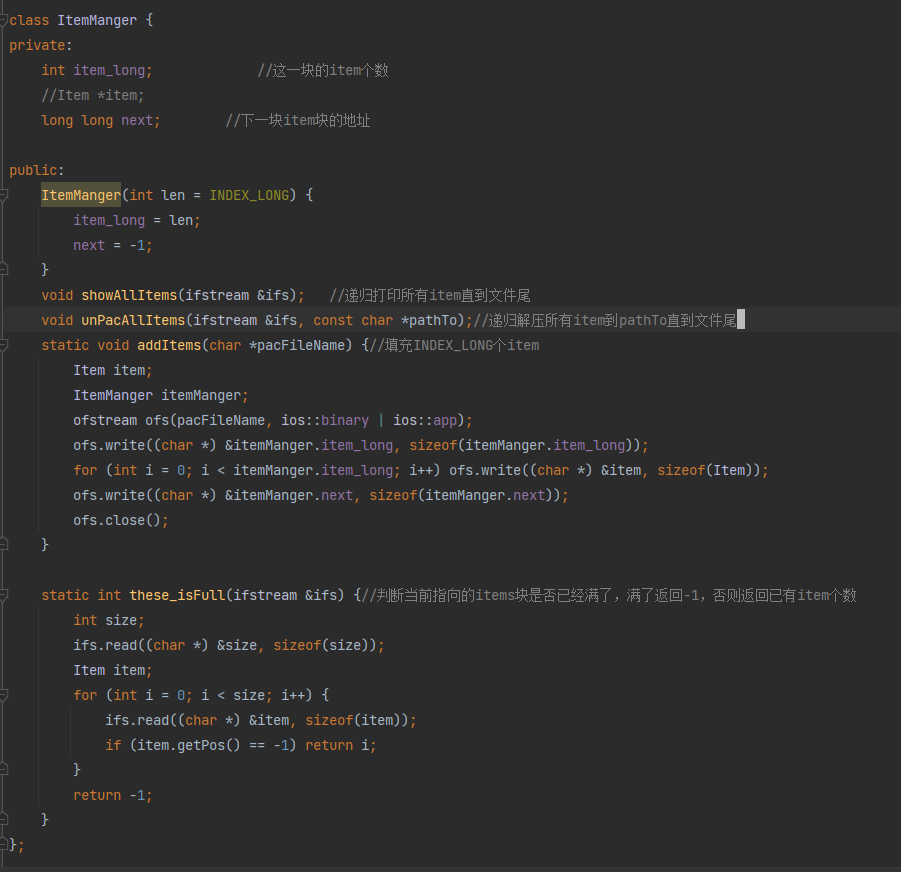 class ItemManger {
private:
    int item_long;             //这一块的item个数
    //Item *item;
    long long next;        //下一块item块的地址
public:
    ItemManger(int len = INDEX_LONG) {
        item_long = len;
        next = -1;
    }
    void showAllItems(ifstream &ifs);   //递归打印所有item直到文件尾
    void unPacAllItems(ifstream &ifs, const char *pathTo);//递归解压所有item到pathTo直到文件尾
    static void addItems(char *pacFileName) {//填充INDEX_LONG个item
        Item item;
        ItemManger itemManger;
        ofstream ofs(pacFileName, ios::binary | ios::app);
        ofs.write((char *) &itemManger.item_long, sizeof(itemManger.item_long));
        for (int i = 0; i < itemManger.item_long; i++) ofs.write((char *) &item, sizeof(Item));
        ofs.write((char *) &itemManger.next, sizeof(itemManger.next));
        ofs.close();
    }
    static int these_isFull(ifstream &ifs) {//判断当前指向的items块是否已经满了，满了返回-1，否则返回已有item个数
        int size;
        ifs.read((char *) &size, sizeof(size));
        Item item;
        for (int i = 0; i < size; i++) {
            ifs.read((char *) &item, sizeof(item));
            if (item.getPos() == -1) return i;
        }
        return -1;
    }
};